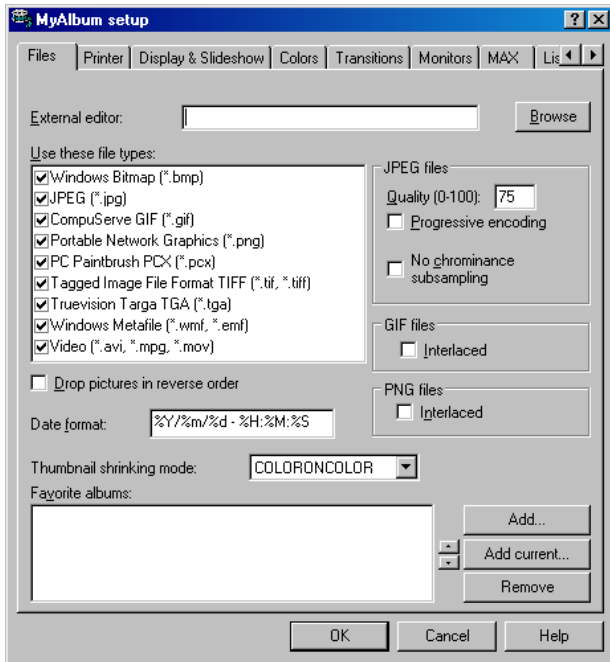 MyAlbum setup
Files Printer Display & Slideshow Colors Transitions Monitors MAX Lis
External editor: Browse
Use these file types:
Windows Bitmap (*.bmp)
JPEG (*.jpg)
CompuServe GIF (*.gif)
Portable Network Graphics (*.png)
PC Paintbrush PCX (*.pcx)
Tagged Image File Format TIFF (*.tif, *.tiff)
Truevision Targa TGA (*.tga)
Windows Metafile (*.wmf, *.emf)
Video (*.avi, *.mpg, *.mov)
JPEG files
Quality (0-100): 75
Progressive encoding
No chrominance
subsampling
GIF files
Interlaced
PNG files
Interlaced
Drop pictures in reverse order
Date format: %Y/%m/%d - %H:%M:%S
Thumbnail shrinking mode: COLORONCOLOR
Favorite albums:
Add...
Add current...
Remove
OK Cancel Help